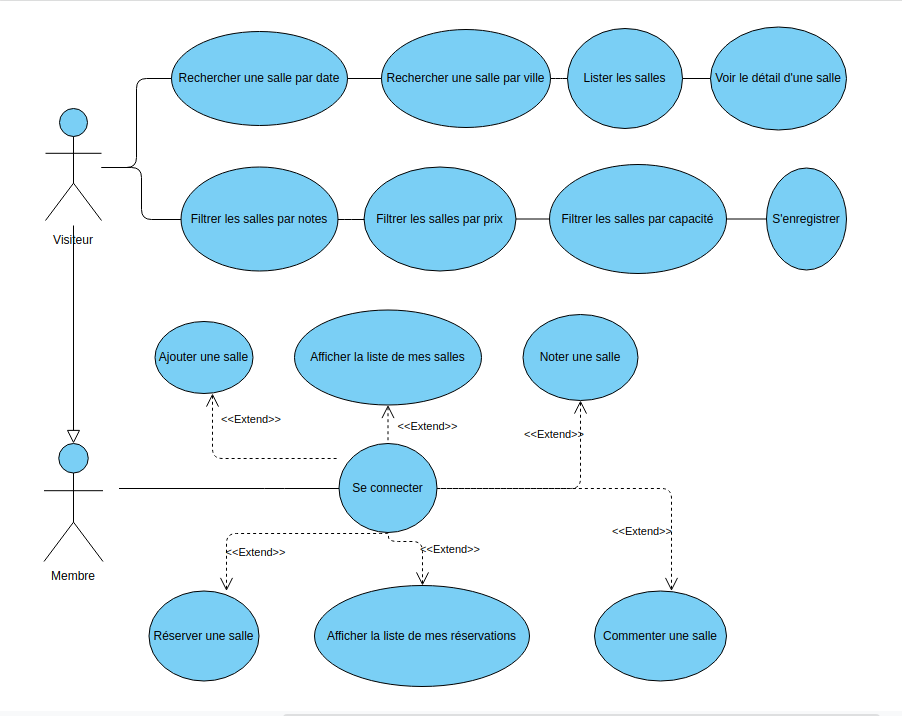 Rechercher une salle par date
Rechercher une salle par ville
Lister les salles
Voir le détail d'une salle
Visiteur
Filtrer les salles par notes
Filtrer les salles par prix
Filtrer les salles par capacité
S'enregistrer
Ajouter une salle
Afficher la liste de mes salles
Noter une salle
<<Extend>>
<<Extend>>
<<Extend>>
Se connecter
<<Extend>>
<<Extend>>
<<Extend>>
Membre
Réserver une salle
Afficher la liste de mes réservations
Commenter une salle